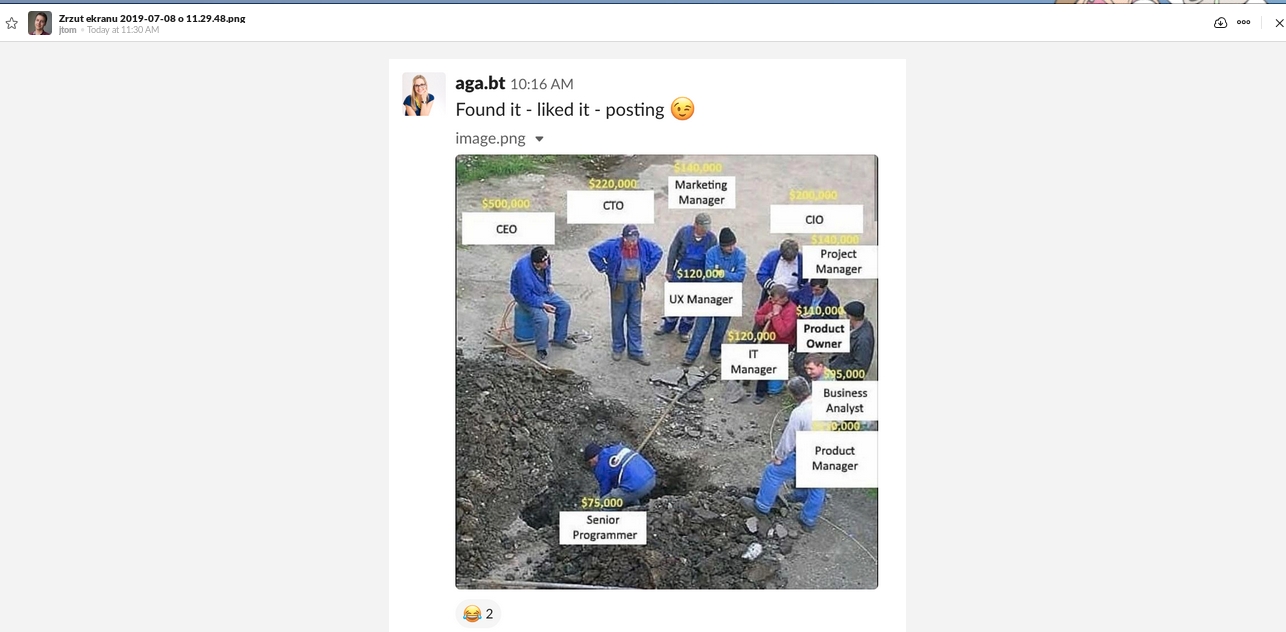 Zrzut ekranu 2019-07-08 o 11.29.48.png
jtom - Today at 11:30 AM
aga.bt 10:16 AM
Found it - liked it - posting 😉
image.png
$140,000
Marketing
Manager
$220,000
CTO
$200,000
CIO
$500,000
CEO
$140,000
Project
Manager
$120,000
UX Manager
$110,000
Product
Owner
$120,000
IT
Manager
$95,000
Business
Analyst
Product
Manager
$75,000
Senior
Programmer
😂 2